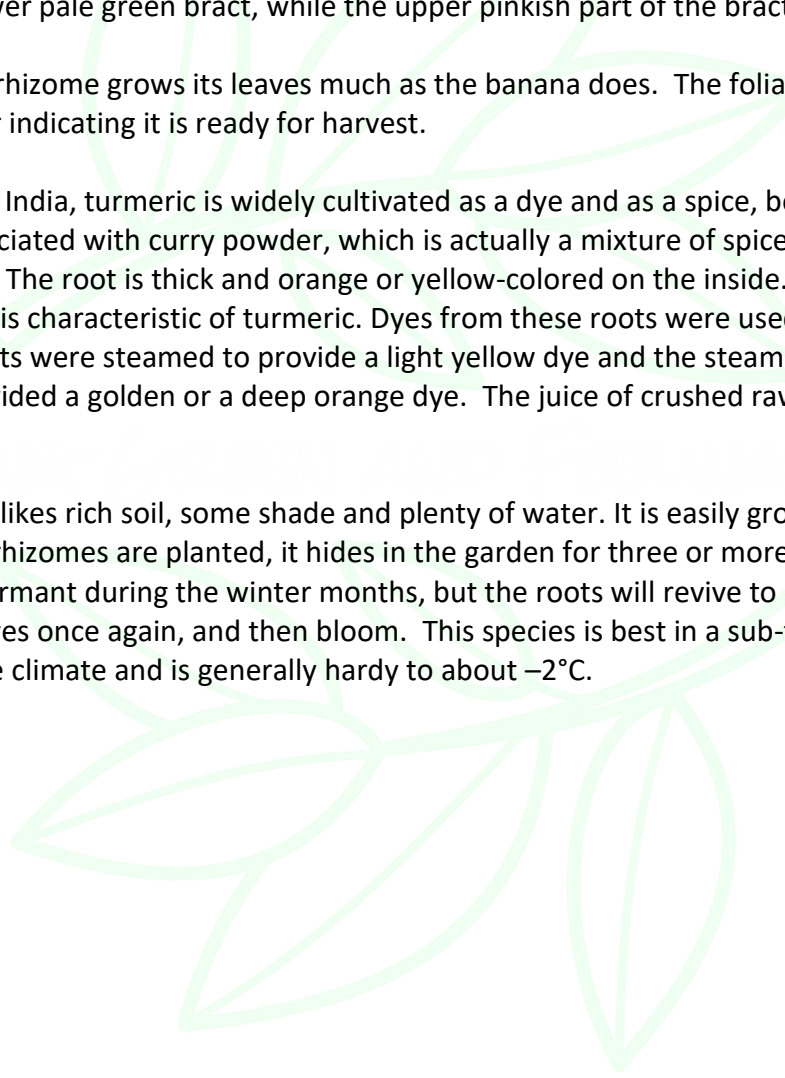 pale green bract, while the upper pinkish part of the bract
rhizome grows its leaves much as the banana does.  The folia
indicating it is ready for harvest.
India, turmeric is widely cultivated as a dye and as a spice, b
ciated with curry powder, which is actually a mixture of spice
The root is thick and orange or yellow-colored on the inside.
is characteristic of turmeric. Dyes from these roots were use
ts were steamed to provide a light yellow dye and the steam
ided a golden or a deep orange dye.  The juice of crushed ra
likes rich soil, some shade and plenty of water. It is easily gro
rhizomes are planted, it hides in the garden for three or more
rmant during the winter months, but the roots will revive to
es once again, and then bloom.  This species is best in a sub-
climate and is generally hardy to about –2°C.